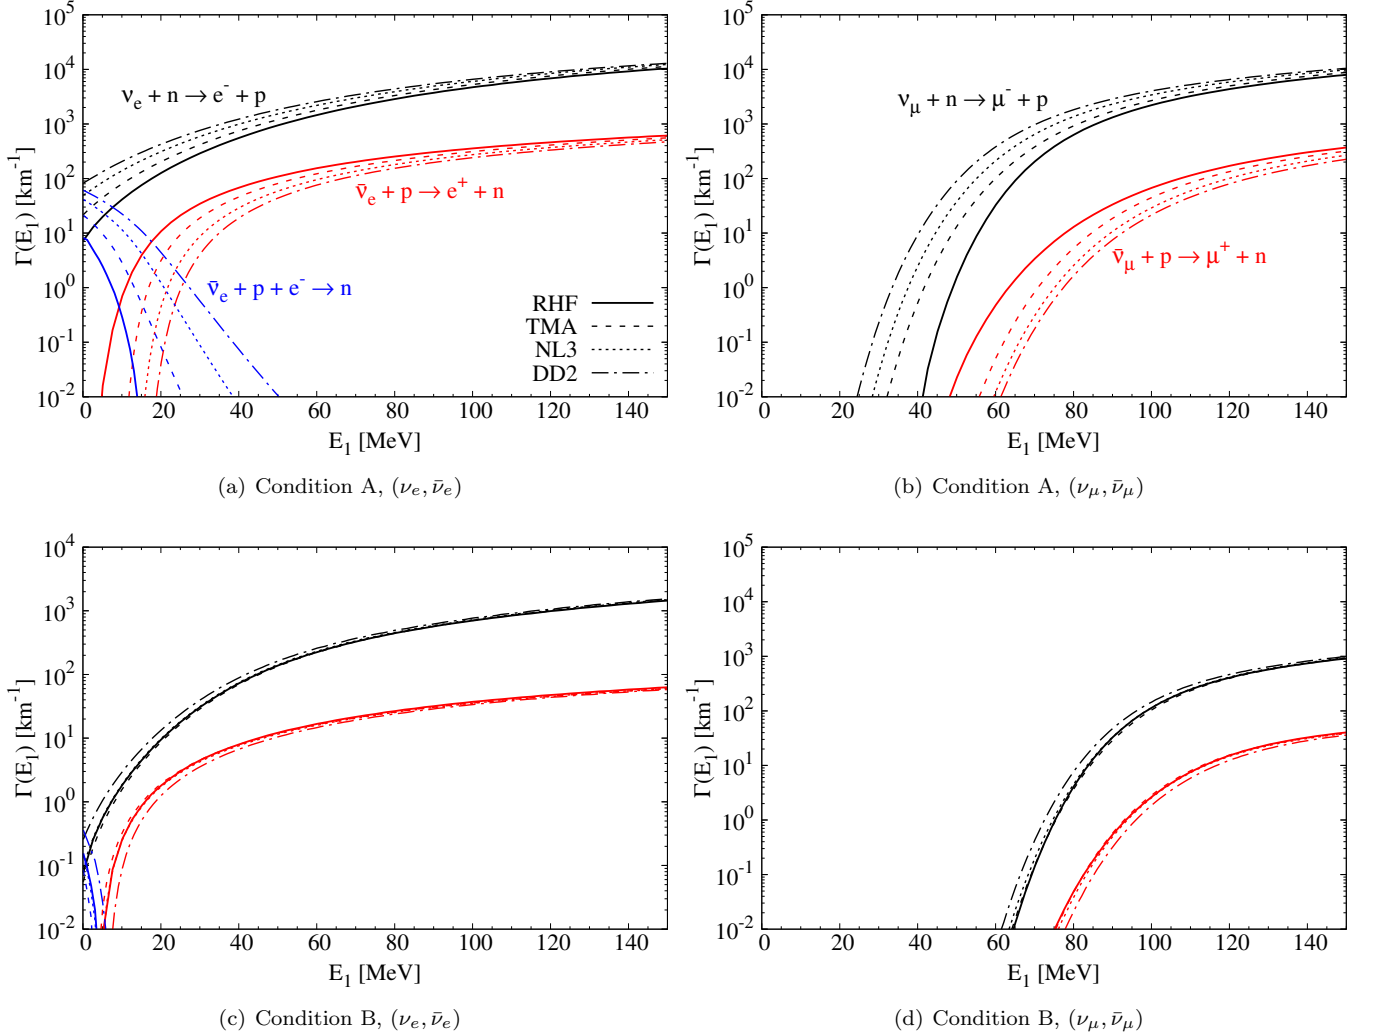 10^5
10^4
10^3
10^2
10^1
10^0
10^-1
10^-2
Γ(E_1) [km^-1]
ν_e + n → e^- + p
ν̄_e + p → e^+ + n
ν̄_e + p + e^- → n
RHF
TMA
NL3
DD2
0 20 40 60 80 100 120 140
E_1 [MeV]
(a) Condition A, (ν_e, ν̄_e)
10^5
10^4
10^3
10^2
10^1
10^0
10^-1
10^-2
Γ(E_1) [km^-1]
ν_μ + n → μ^- + p
ν̄_μ + p → μ^+ + n
0 20 40 60 80 100 120 140
E_1 [MeV]
(b) Condition A, (ν_μ, ν̄_μ)
10^4
10^3
10^2
10^1
10^0
10^-1
10^-2
Γ(E_1) [km^-1]
0 20 40 60 80 100 120 140
E_1 [MeV]
(c) Condition B, (ν_e, ν̄_e)
10^5
10^4
10^3
10^2
10^1
10^0
10^-1
10^-2
Γ(E_1) [km^-1]
0 20 40 60 80 100 120 140
E_1 [MeV]
(d) Condition B, (ν_μ, ν̄_μ)